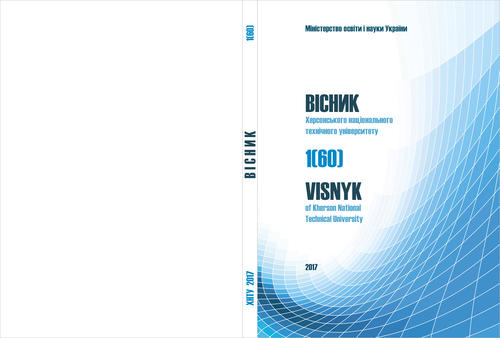 1(60)
ВІСНИК
ХНТУ 2017
Міністерство освіти і науки України
ВІСНИК
Херсонського національного
технічного університету
1(60)
VISNYK
of Kherson National
Technical University
2017